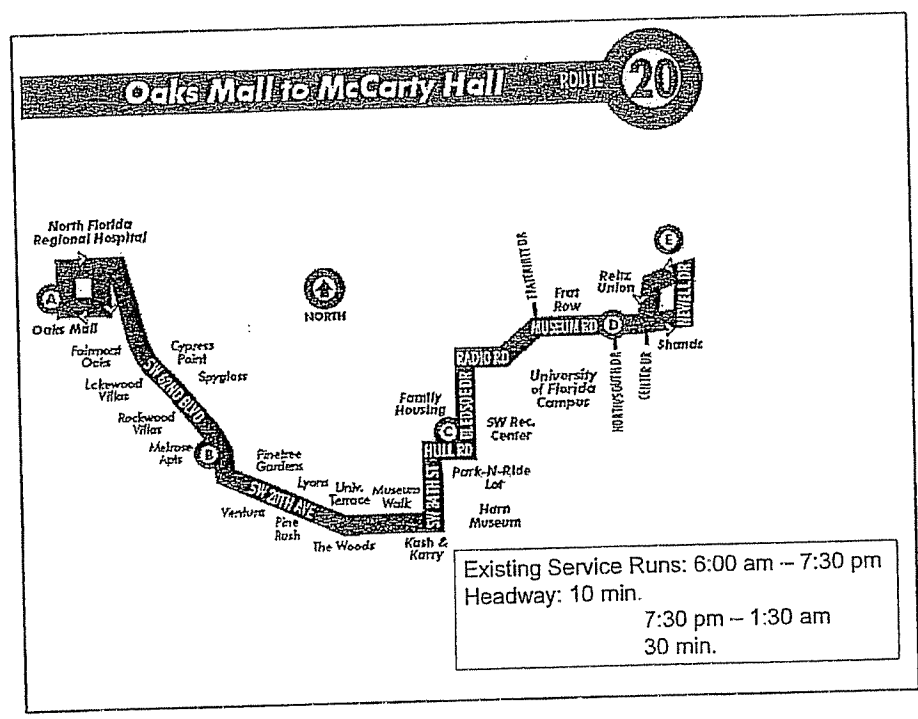 Oaks Mall to McCarty Hall
ROUTE
20
North Florida
Regional Hospital
A
Oaks Mall
NORTH
Fairmont
Oaks
Cypress
Point
Spyglass
Lakewood
Villas
SW 62ND BLVD
Rockwood
Villas
Melrose
Apts
B
Pinetree
Gardens
Lyons
Univ.
Terrace
Museum
Walk
Ventura
SW 20TH AVE
Pine
Rush
The Woods
Kash &
Karry
SW 34TH ST
HULL RD
C
Family
Housing
BLEDSOE DR
RADIO RD
SW Rec.
Center
Park-N-Ride
Lot
Harn
Museum
FRATERNITY DR
Frat
Row
MUSEUM RD
D
University
of Florida
Campus
NORTH/SOUTH DR
CENTER DR
Reitz
Union
E
NEWELL DR
Shands
Existing Service Runs: 6:00 am – 7:30 pm
Headway: 10 min.
7:30 pm – 1:30 am
30 min.